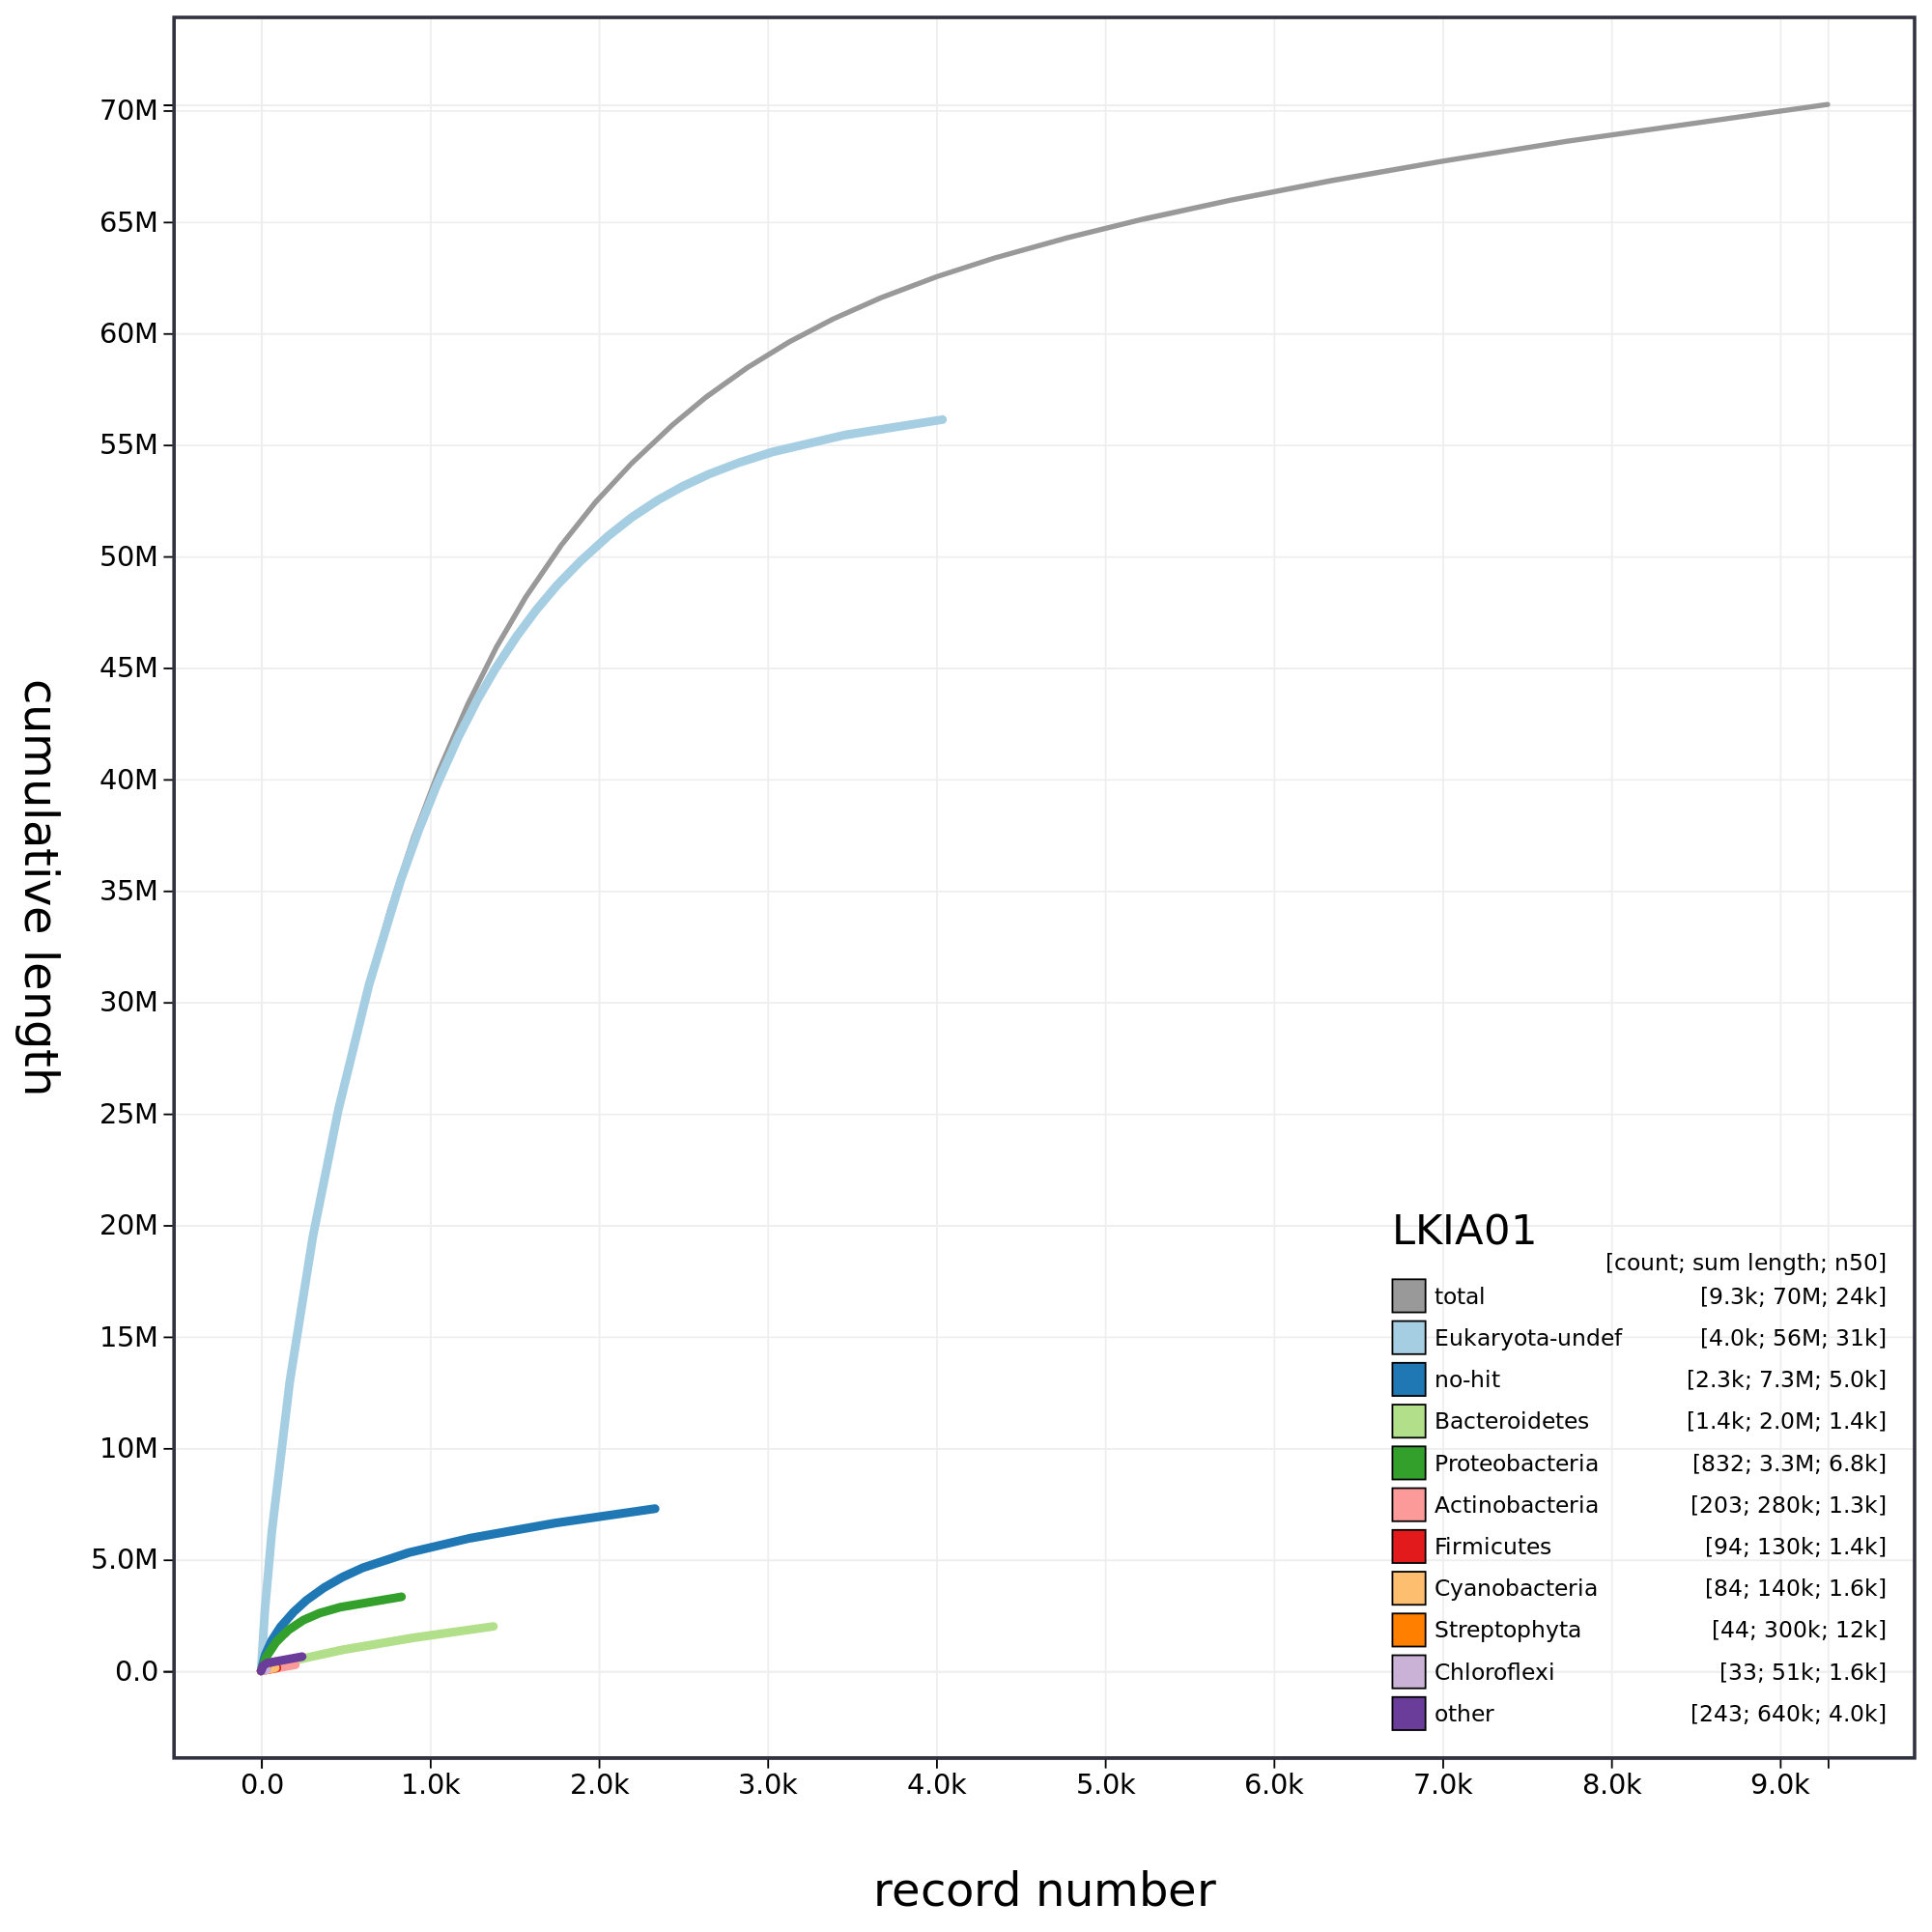 70M
65M
60M
55M
50M
45M
40M
35M
30M
25M
20M
15M
10M
5.0M
0.0
cumulative length
LKIA01
[count; sum length; n50]
total [9.3k; 70M; 24k]
Eukaryota-undef [4.0k; 56M; 31k]
no-hit [2.3k; 7.3M; 5.0k]
Bacteroidetes [1.4k; 2.0M; 1.4k]
Proteobacteria [832; 3.3M; 6.8k]
Actinobacteria [203; 280k; 1.3k]
Firmicutes [94; 130k; 1.4k]
Cyanobacteria [84; 140k; 1.6k]
Streptophyta [44; 300k; 12k]
Chloroflexi [33; 51k; 1.6k]
other [243; 640k; 4.0k]
0.0 1.0k 2.0k 3.0k 4.0k 5.0k 6.0k 7.0k 8.0k 9.0k
record number